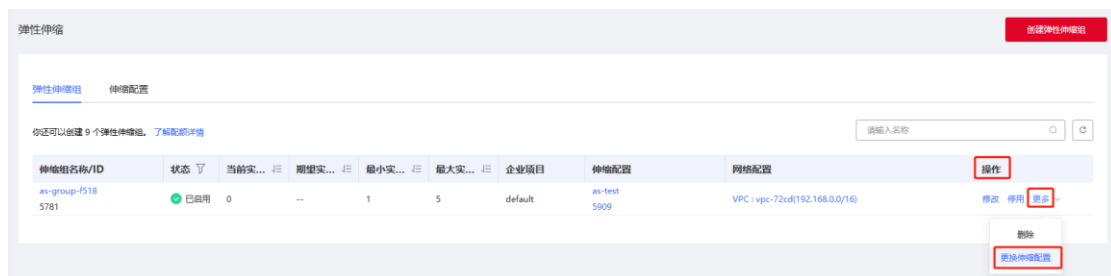 弹性伸缩
创建弹性伸缩组
弹性伸缩组 伸缩配置
你还可以创建 9 个弹性伸缩组。 了解配额详情
请输入名称
伸缩组名称/ID 状态 当前实... 期望实... 最小实... 最大实... 企业项目 伸缩配置 网络配置 操作
as-group-f518 已启用 0 -- 1 5 default as-test VPC : vpc-72cd(192.168.0.0/16) 修改 停用 更多
5781 5909
删除
更换伸缩配置